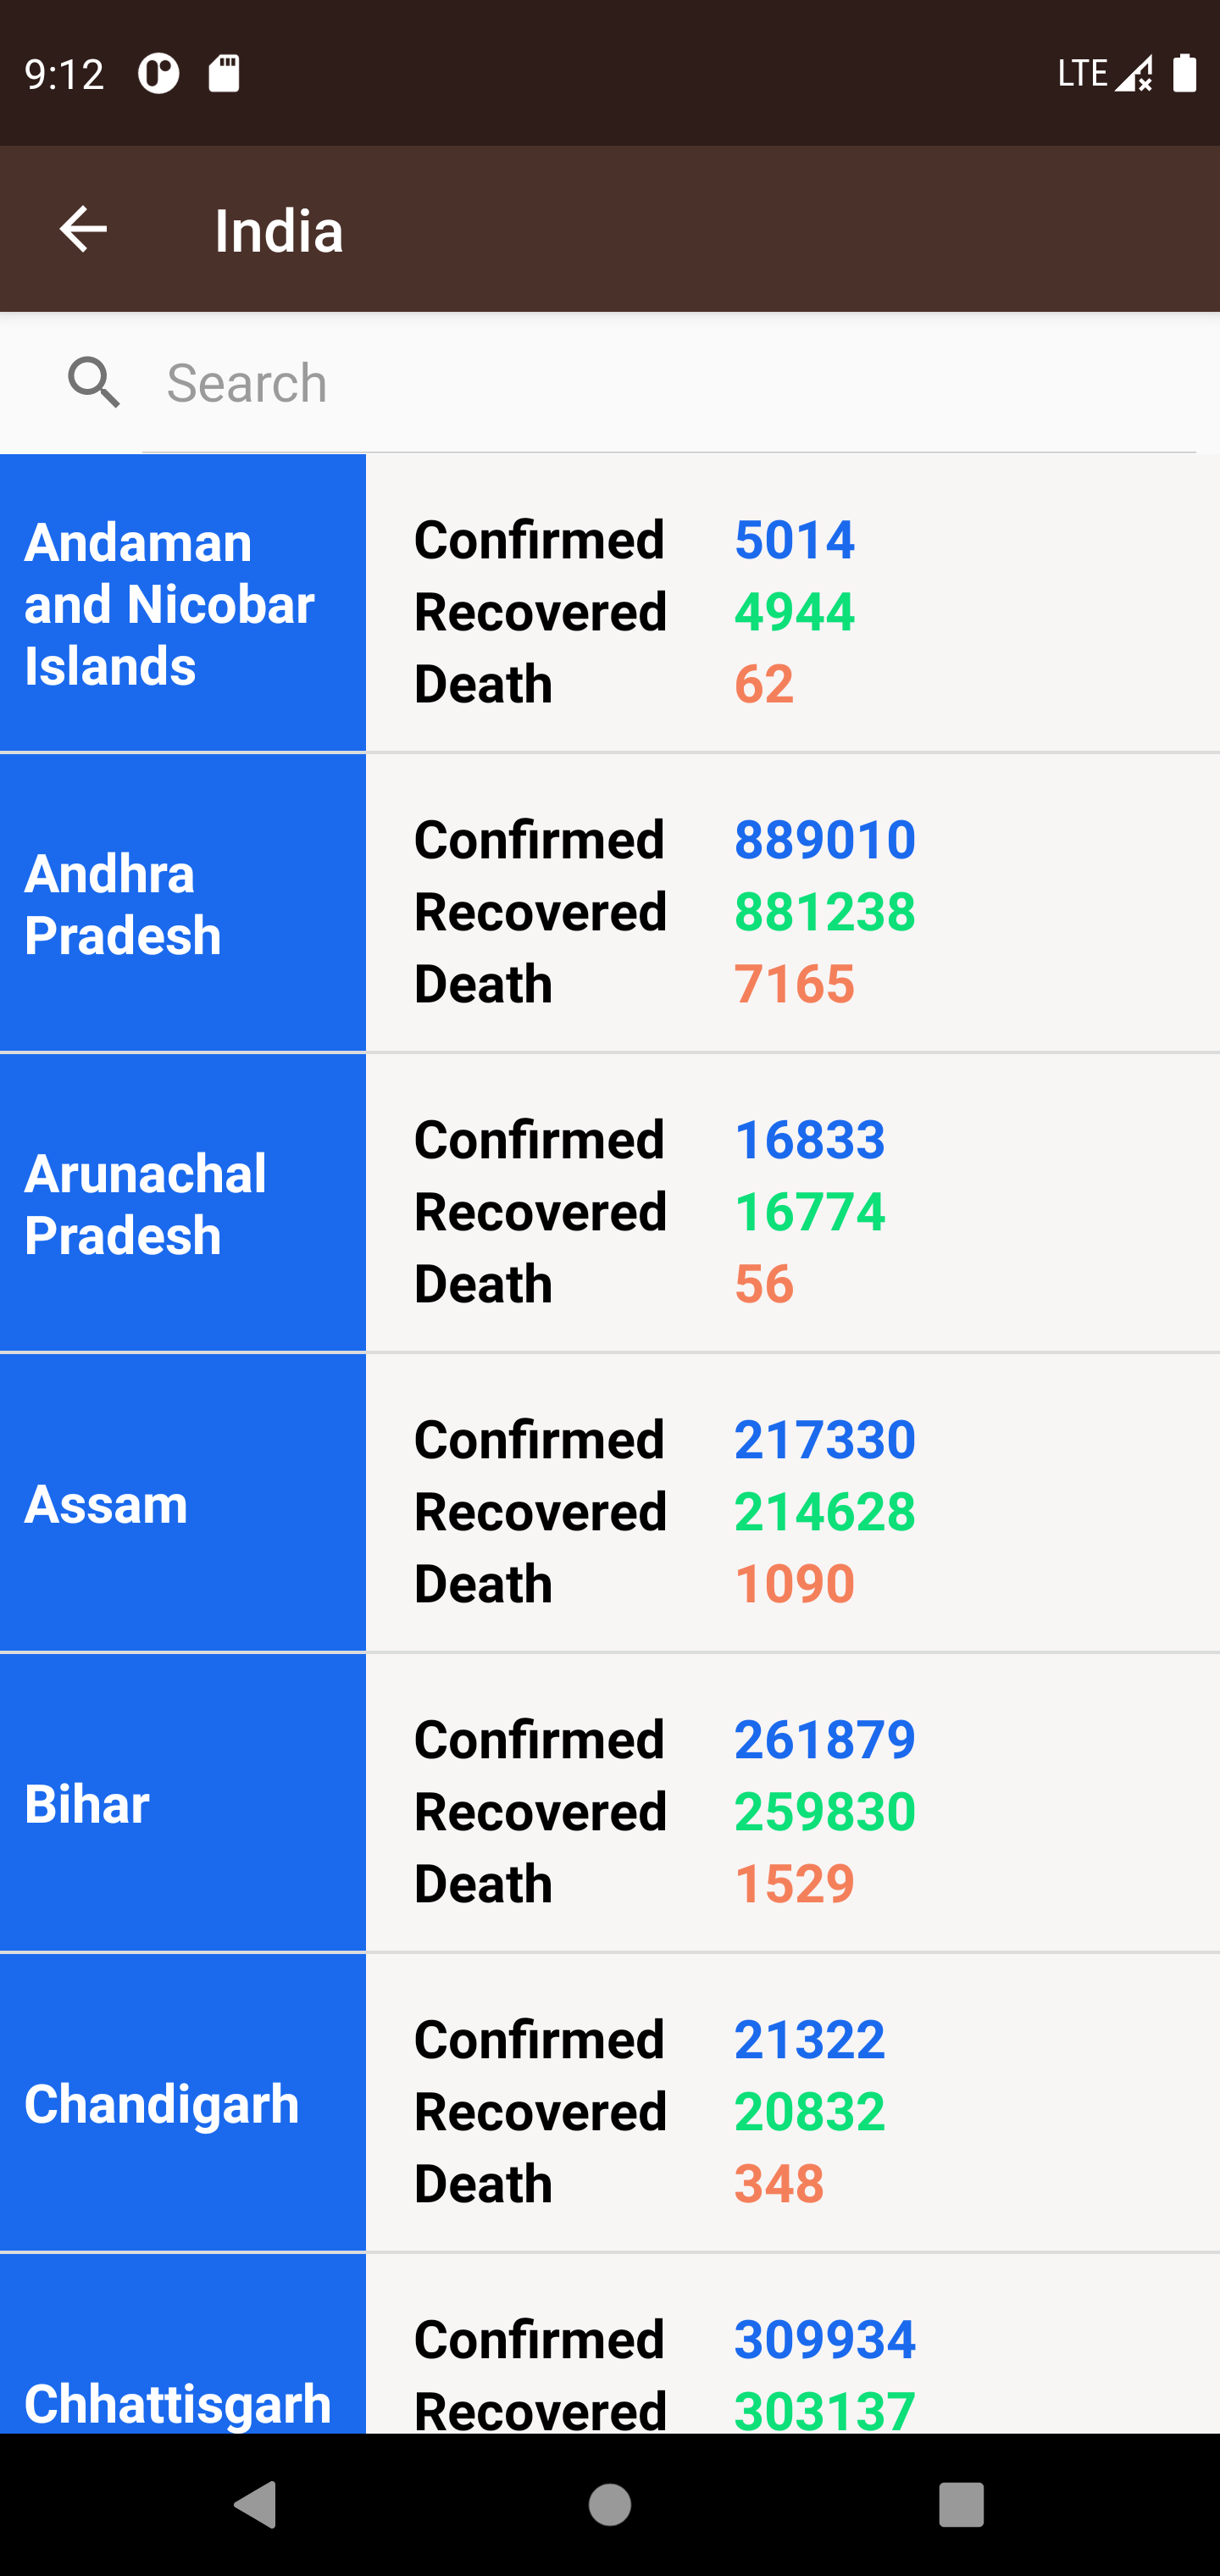 9:12
LTE
India
Search
Andaman
and Nicobar
Islands
Confirmed 5014
Recovered 4944
Death 62
Andhra
Pradesh
Confirmed 889010
Recovered 881238
Death 7165
Arunachal
Pradesh
Confirmed 16833
Recovered 16774
Death 56
Assam
Confirmed 217330
Recovered 214628
Death 1090
Bihar
Confirmed 261879
Recovered 259830
Death 1529
Chandigarh
Confirmed 21322
Recovered 20832
Death 348
Chhattisgarh
Confirmed 309934
Recovered 303137